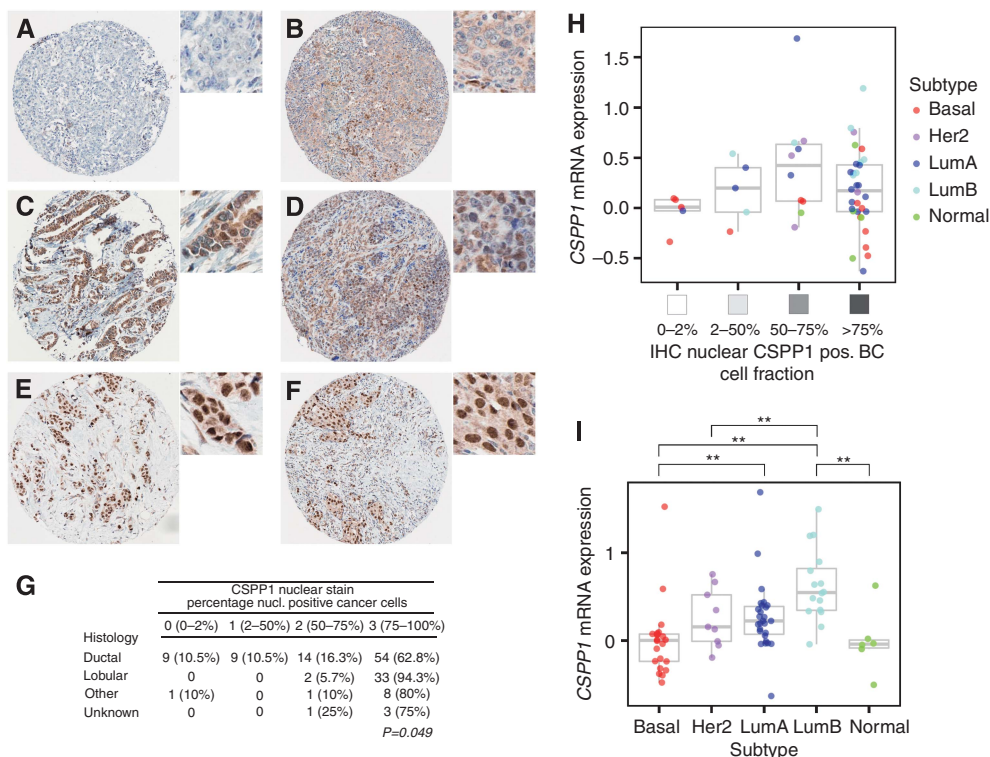 A
B
C
D
E
F
G
CSPP1 nuclear stain
percentage nucl. positive cancer cells
Histology 0 (0–2%) 1 (2–50%) 2 (50–75%) 3 (75–100%)
Ductal 9 (10.5%) 9 (10.5%) 14 (16.3%) 54 (62.8%)
Lobular 0 0 2 (5.7%) 33 (94.3%)
Other 1 (10%) 0 1 (10%) 8 (80%)
Unknown 0 0 1 (25%) 3 (75%)
P=0.049
H
CSPP1 mRNA expression
1.5
1.0
0.5
0.0
–0.5
0–2% 2–50% 50–75% >75%
IHC nuclear CSPP1 pos. BC
cell fraction
Subtype
Basal
Her2
LumA
LumB
Normal
I
**
**
** **
CSPP1 mRNA expression
1
0
Basal Her2 LumA LumB Normal
Subtype